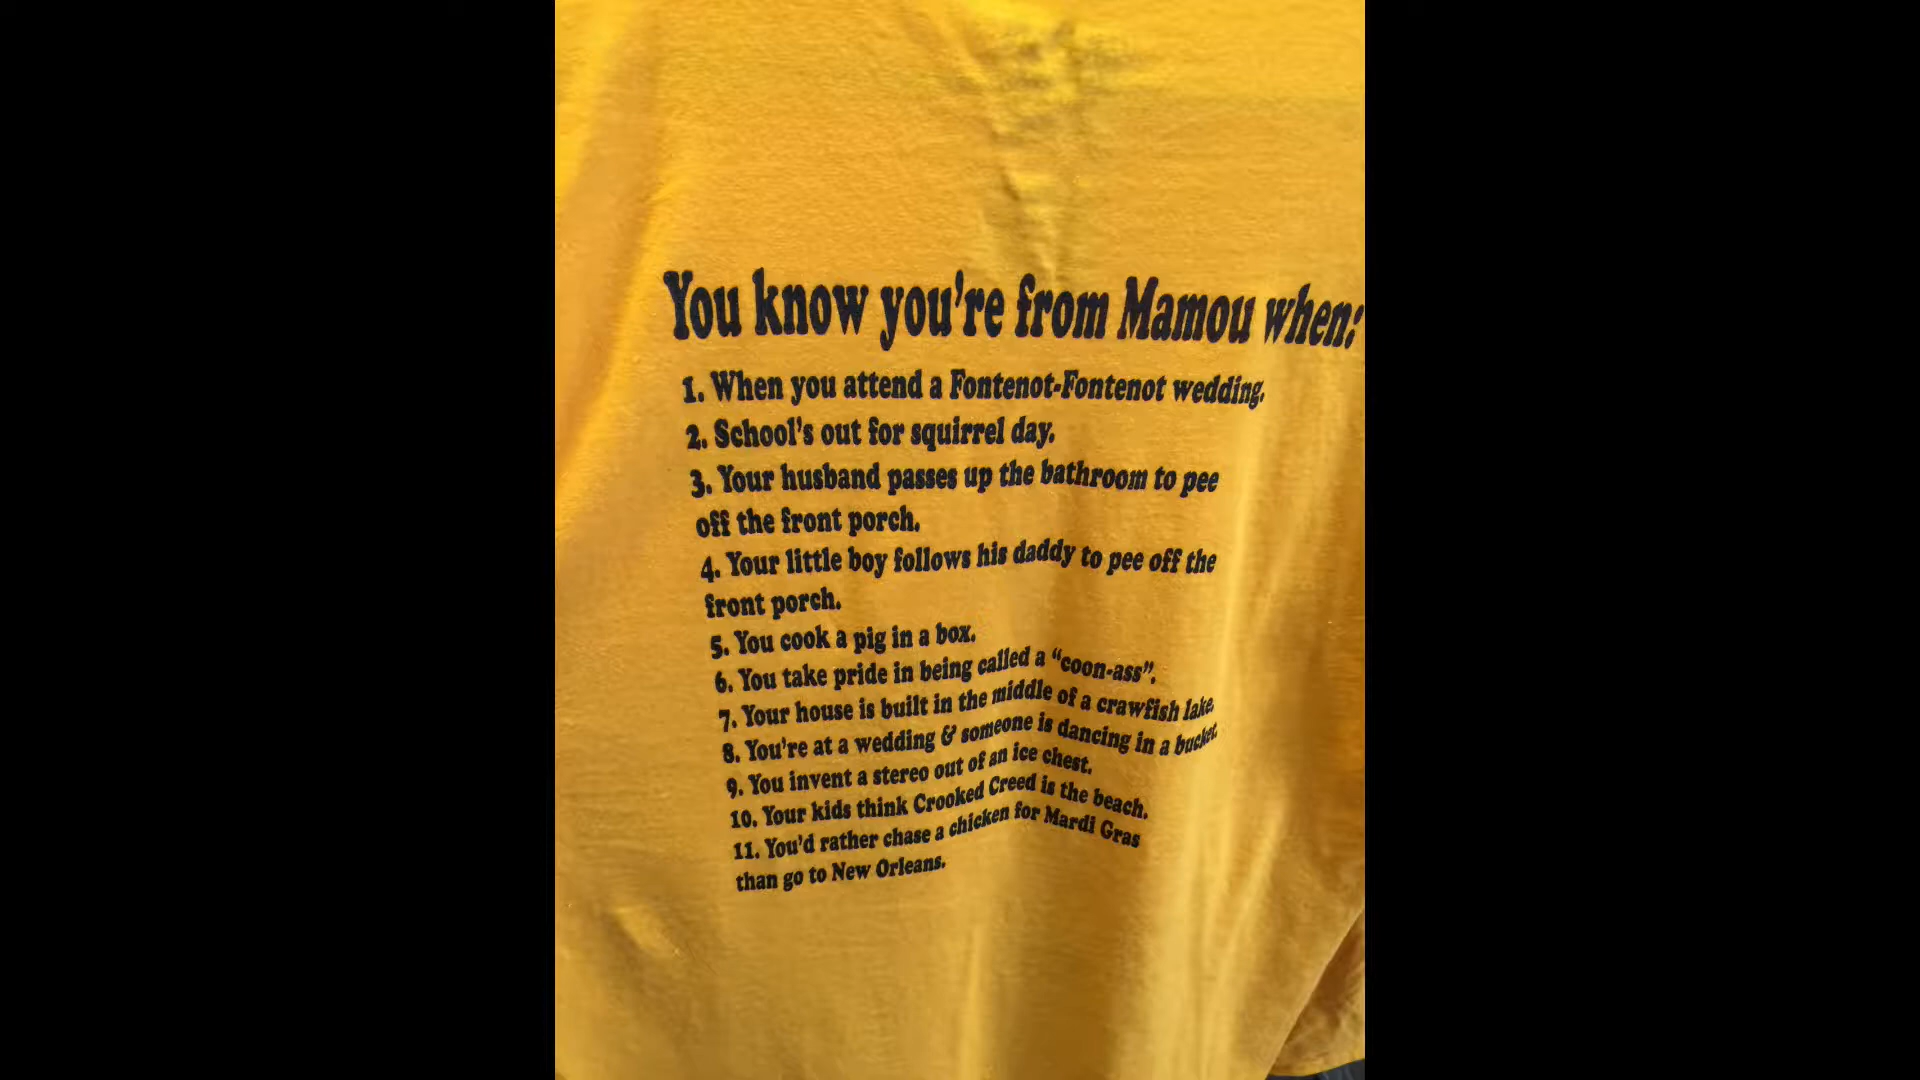 You know you're from Mamou when:
1. When you attend a Fontenot-Fontenot wedding.
2. School's out for squirrel day.
3. Your husband passes up the bathroom to pee
off the front porch.
4. Your little boy follows his daddy to pee off the
front porch.
5. You cook a pig in a box.
6. You take pride in being called a “coon-ass”.
7. Your house is built in the middle of a crawfish lake.
8. You're at a wedding & someone is dancing in a bucket.
9. You invent a stereo out of an ice chest.
10. Your kids think Crooked Creed is the beach.
11. You'd rather chase a chicken for Mardi Gras
than go to New Orleans.